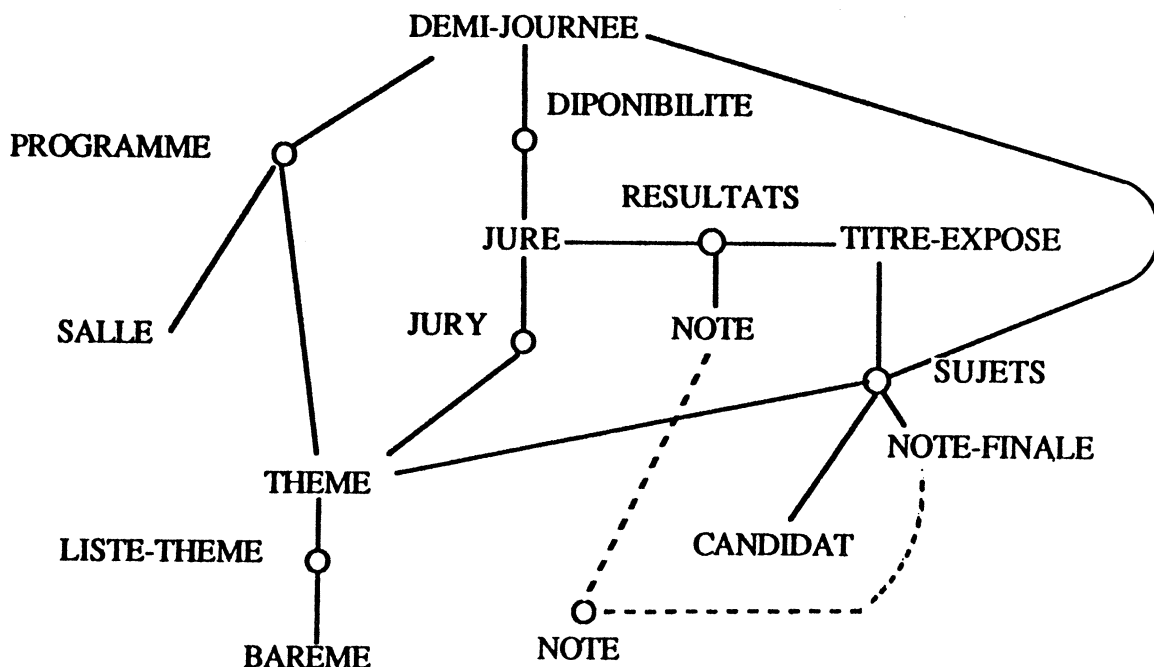 DEMI-JOURNEE
DIPONIBILITE
PROGRAMME
RESULTATS
JURE
TITRE-EXPOSE
SALLE
JURY
NOTE
SUJETS
NOTE-FINALE
THEME
LISTE-THEME
CANDIDAT
NOTE
BAREME